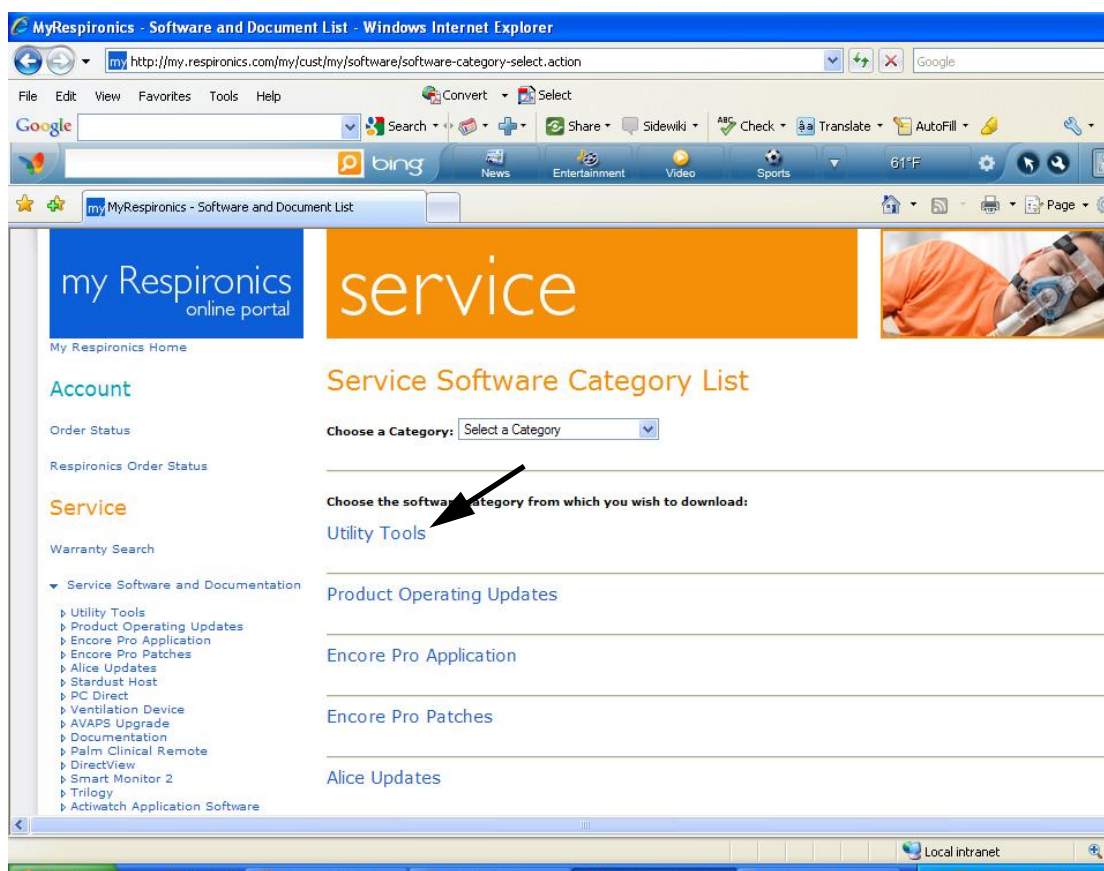 MyRespironics - Software and Document List - Windows Internet Explorer
my http://my.respironics.com/my/cust/my/software/software-category-select.action
Google
File Edit View Favorites Tools Help
Convert Select
Google
Search
Share
Sidewiki
ABC Check
Translate
AutoFill
bing
News
Entertainment
Video
Sports
61°F
my MyRespironics - Software and Document List
Page
my Respironics
online portal
service
My Respironics Home
Account
Order Status
Respironics Order Status
Service
Warranty Search
Service Software and Documentation
Utility Tools
Product Operating Updates
Encore Pro Application
Encore Pro Patches
Alice Updates
Stardust Host
PC Direct
Ventilation Device
AVAPS Upgrade
Documentation
Palm Clinical Remote
DirectView
Smart Monitor 2
Trilogy
Actiwatch Application Software
Service Software Category List
Choose a Category: Select a Category
Choose the software category from which you wish to download:
Utility Tools
Product Operating Updates
Encore Pro Application
Encore Pro Patches
Alice Updates
Local intranet